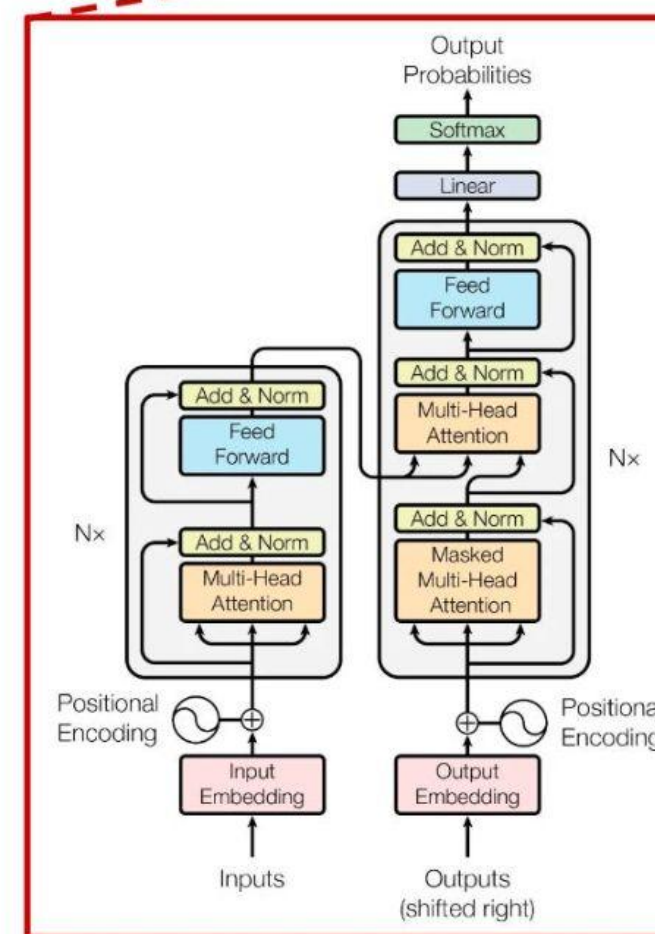 Output
Probabilities
Softmax
Linear
Add & Norm
Feed
Forward
Add & Norm
Multi-Head
Attention
Add & Norm
Masked
Multi-Head
Attention
Nx
Add & Norm
Feed
Forward
Add & Norm
Multi-Head
Attention
Nx
Positional
Encoding
Input
Embedding
Inputs
Positiona
Encoding
Output
Embedding
Outputs
(shifted right)